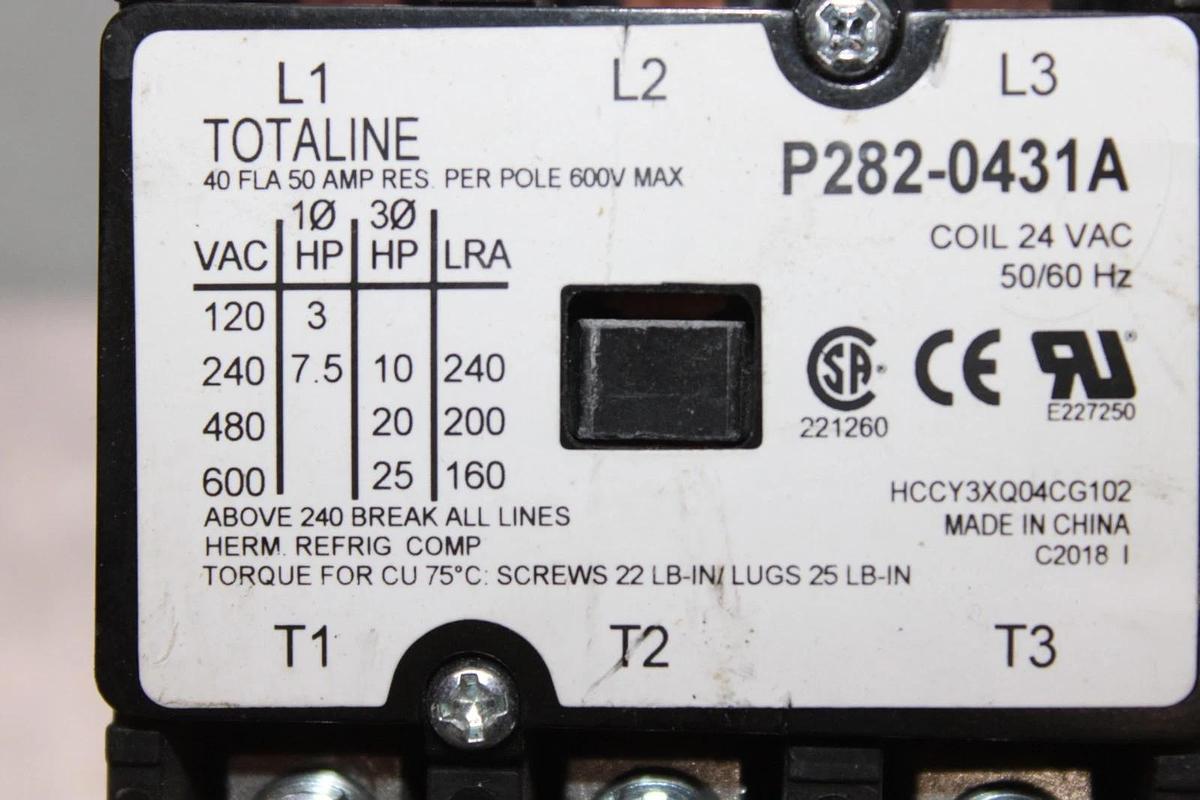 L1 L2 L3
TOTALINE
40 FLA 50 AMP RES. PER POLE 600V MAX
P282-0431A
COIL 24 VAC
50/60 Hz
1Ø 3Ø
VAC HP HP LRA
120 3
240 7.5 10 240
480 20 200
600 25 160
ABOVE 240 BREAK ALL LINES
HERM. REFRIG COMP
TORQUE FOR CU 75°C: SCREWS 22 LB-IN/ LUGS 25 LB-IN
SA
221260
CE
RU®
E227250
HCCY3XQ04CG102
MADE IN CHINA
C2018 I
T1 T2 T3